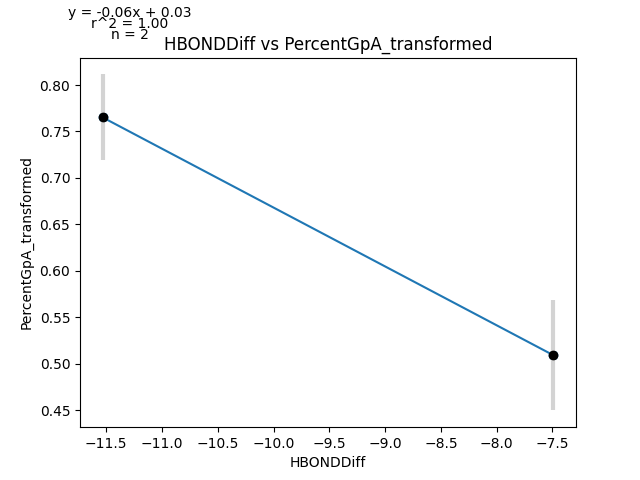 y = -0.06x + 0.03
r^2 = 1.00
n = 2
HBONDDiff vs PercentGpA_transformed
PercentGpA_transformed
0.80
0.75
0.70
0.65
0.60
0.55
0.50
0.45
−11.5 −11.0 −10.5 −10.0 −9.5 −9.0 −8.5 −8.0 −7.5
HBONDDiff